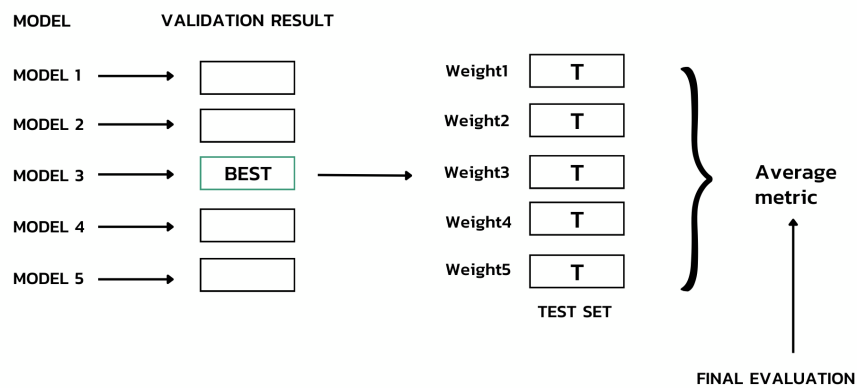 MODEL VALIDATION RESULT
MODEL 1 Weight1 T
MODEL 2 Weight2 T
MODEL 3 BEST Weight3 T
MODEL 4 Weight4 T
MODEL 5 Weight5 T
Average
metric
TEST SET
FINAL EVALUATION